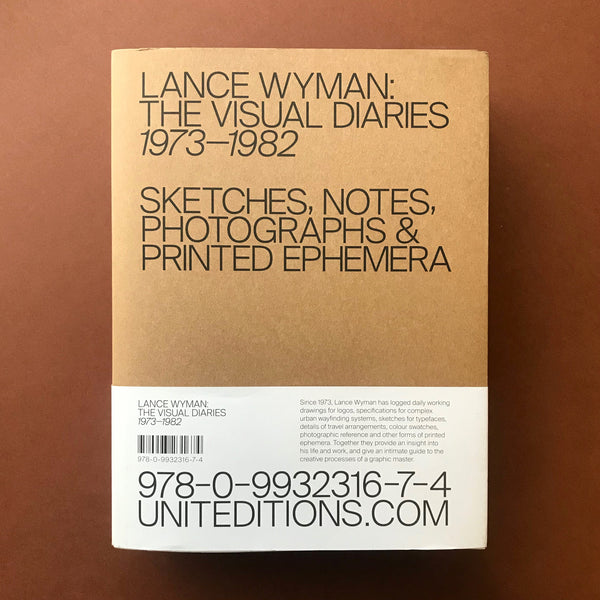 LANCE WYMAN:
THE VISUAL DIARIES
1973—1982
SKETCHES, NOTES,
PHOTOGRAPHS &
PRINTED EPHEMERA
LANCE WYMAN:
THE VISUAL DIARIES
1973—1982
978-0-9932316-7-4
Since 1973, Lance Wyman has logged daily working
drawings for logos, specifications for complex
urban wayfinding systems, sketches for typefaces,
details of travel arrangements, colour swatches,
photographic reference and other forms of printed
ephemera. Together they provide an insight into
his life and work, and give an intimate guide to the
creative processes of a graphic master.
978-0-9932316-7-4
UNITEDITIONS.COM